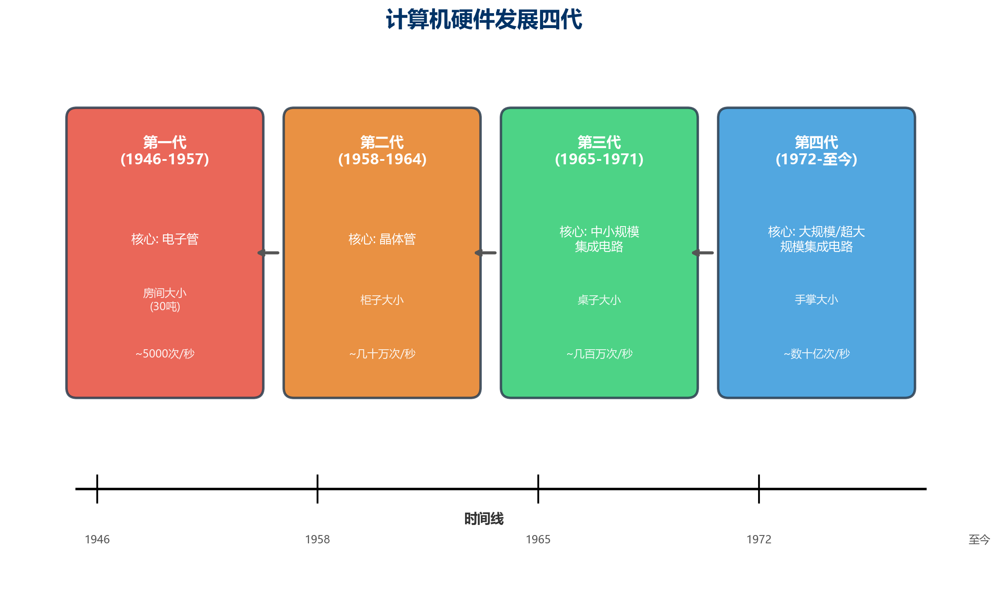 计算机硬件发展四代
第一代
(1946-1957)
核心: 电子管
房间大小
(30吨)
~5000次/秒
第二代
(1958-1964)
核心: 晶体管
柜子大小
~几十万次/秒
第三代
(1965-1971)
核心: 中小规模
集成电路
桌子大小
~几百万次/秒
第四代
(1972-至今)
核心: 大规模/超大
规模集成电路
手掌大小
~数十亿次/秒
时间线
1946
1958
1965
1972
至今